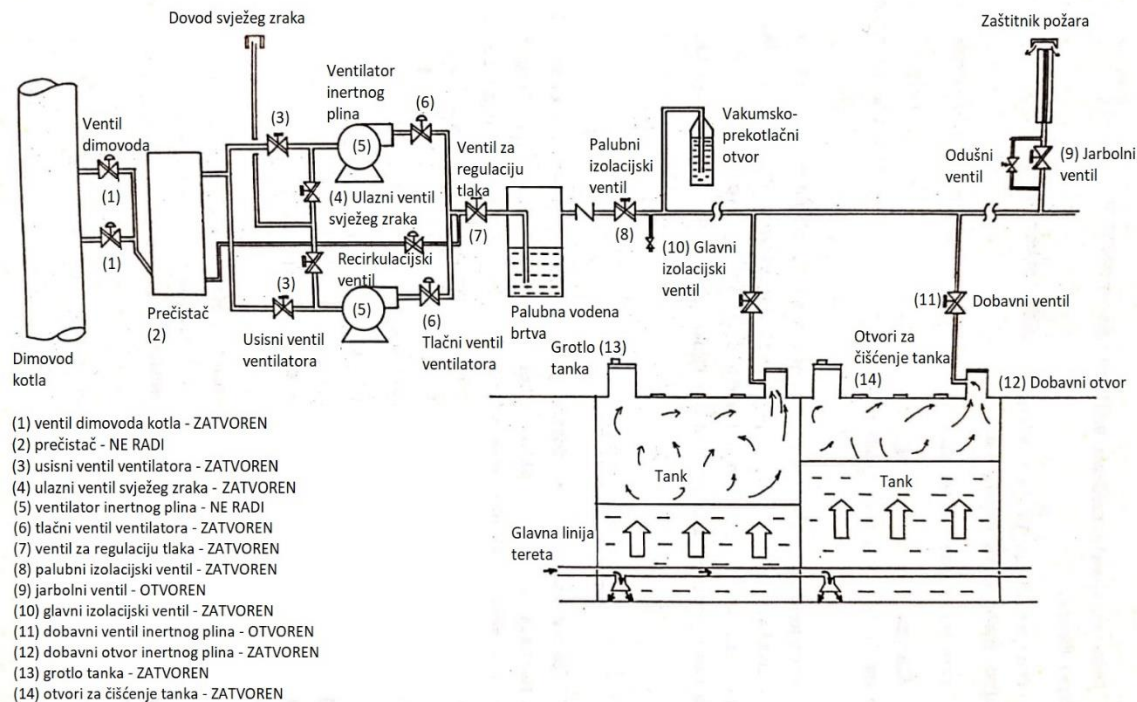 Dovod svježeg zraka
Zaštitnik požara
Ventilator
inertnog
plina
(6)
(3)
Ventil
dimovoda
(5)
Ventil za
regulaciju
tlaka
Palubni
izolacijski
ventil
Vakumsko-
prekotlačni
otvor
Odušni
ventil
(9) Jarbolni
ventil
(1)
(4) Ulazni ventil
svježeg zraka
(7)
(8)
(10) Glavni
izolacijski
ventil
(1)
Recirkulacijski
ventil
(3)
(5)
(6)
Prečistač
(2)
Usisni ventil
ventilatora
Tlačni ventil
ventilatora
Palubna vodena
brtva
(11)
Dobavni ventil
Dimovod
kotla
Grotlo (13)
tanka
Otvori za
čišćenje tanka
(14)
(12) Dobavni otvor
Tank
Tank
Glavna linija
tereta
(1) ventil dimovoda kotla - ZATVOREN
(2) prečistač - NE RADI
(3) usisni ventil ventilatora - ZATVOREN
(4) ulazni ventil svježeg zraka - ZATVOREN
(5) ventilator inertnog plina - NE RADI
(6) tlačni ventil ventilatora - ZATVOREN
(7) ventil za regulaciju tlaka - ZATVOREN
(8) palubni izolacijski ventil - ZATVOREN
(9) jarbolni ventil - OTVOREN
(10) glavni izolacijski ventil - ZATVOREN
(11) dobavni ventil inertnog plina - OTVOREN
(12) dobavni otvor inertnog plina - ZATVOREN
(13) grotlo tanka - ZATVOREN
(14) otvori za čišćenje tanka - ZATVOREN